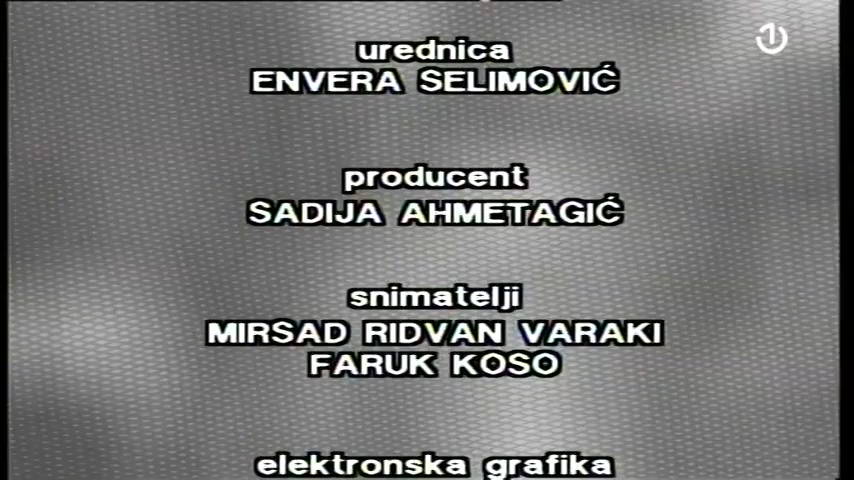 urednica
ENVERA SELIMOVIĆ
producent
SADIJA AHMETAGIĆ
snimatelji
MIRSAD RIDVAN VARAKI
FARUK KOSO
elektronska grafika